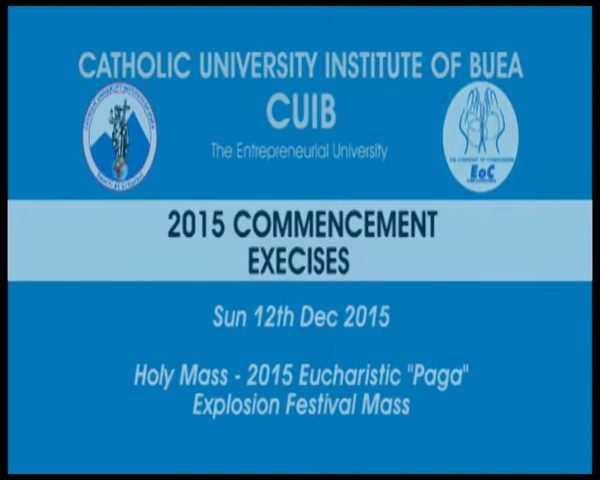 CATHOLIC UNIVERSITY INSTITUTE OF BUEA
CUIB
The Entrepreneurial University
EoC
2015 COMMENCEMENT
EXECISES
Sun 12th Dec 2015
Holy Mass - 2015 Eucharistic "Paga"
Explosion Festival Mass